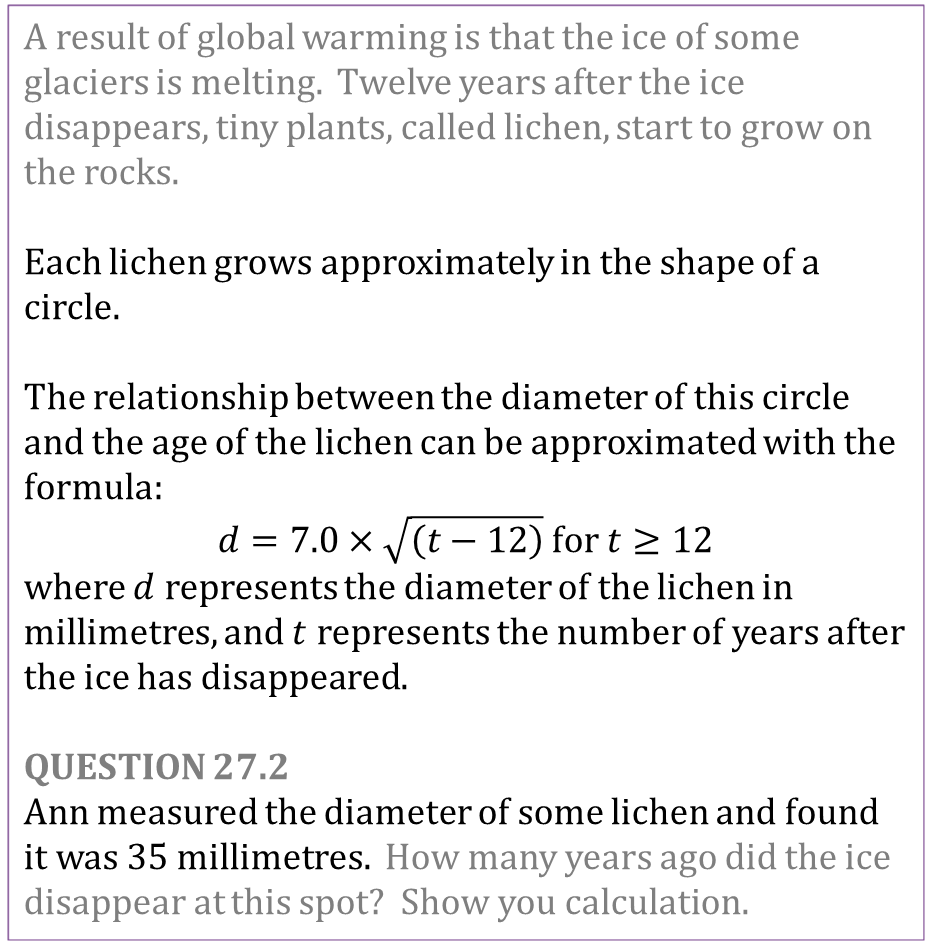 A result of global warming is that the ice of some
glaciers is melting.  Twelve years after the ice
disappears, tiny plants, called lichen, start to grow on
the rocks.
Each lichen grows approximately in the shape of a
circle.
The relationship between the diameter of this circle
and the age of the lichen can be approximated with the
formula:
d = 7.0 × √(t − 12) for t ≥ 12
where d represents the diameter of the lichen in
millimetres, and t represents the number of years after
the ice has disappeared.
QUESTION 27.2
Ann measured the diameter of some lichen and found
it was 35 millimetres.  How many years ago did the ice
disappear at this spot?  Show you calculation.